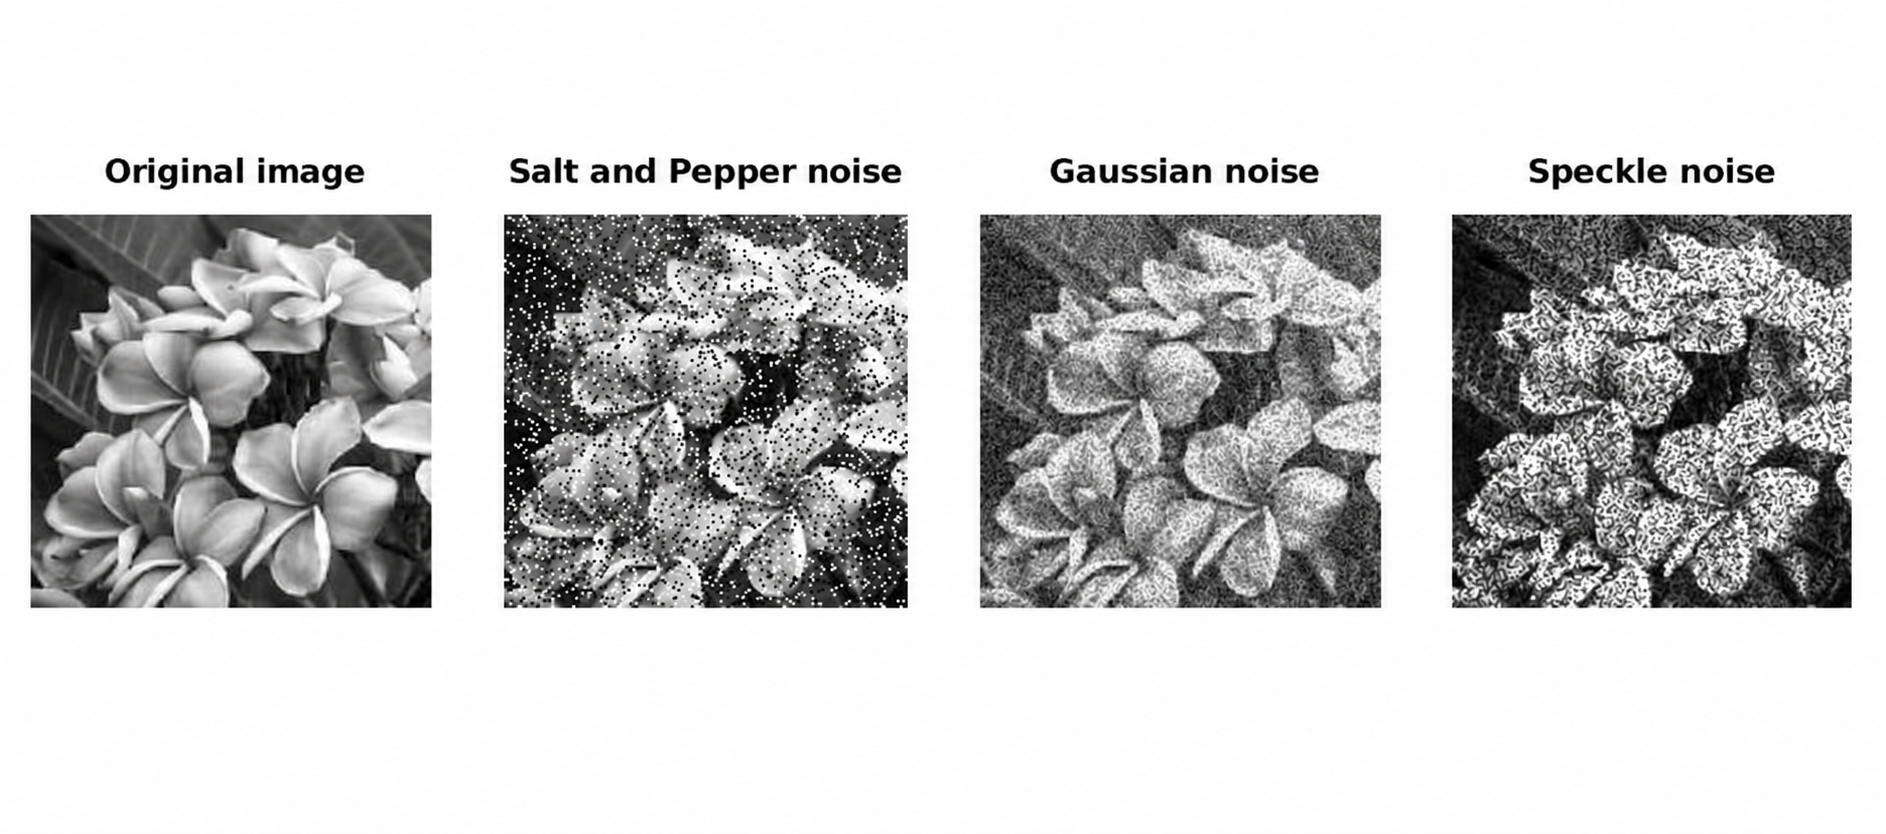 Original image
Salt and Pepper noise
Gaussian noise
Speckle noise